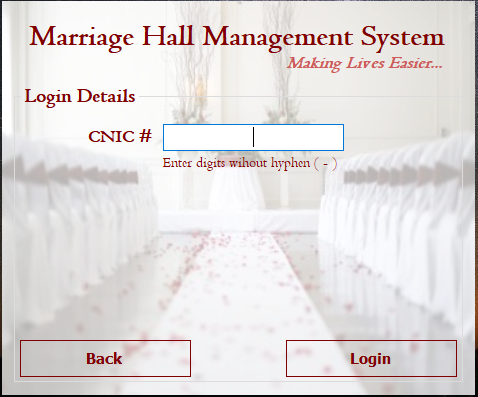 Marriage Hall Management System
Making Lives Easier...
Login Details
CNIC #
Enter digits wihout hyphen ( - )
Back
Login